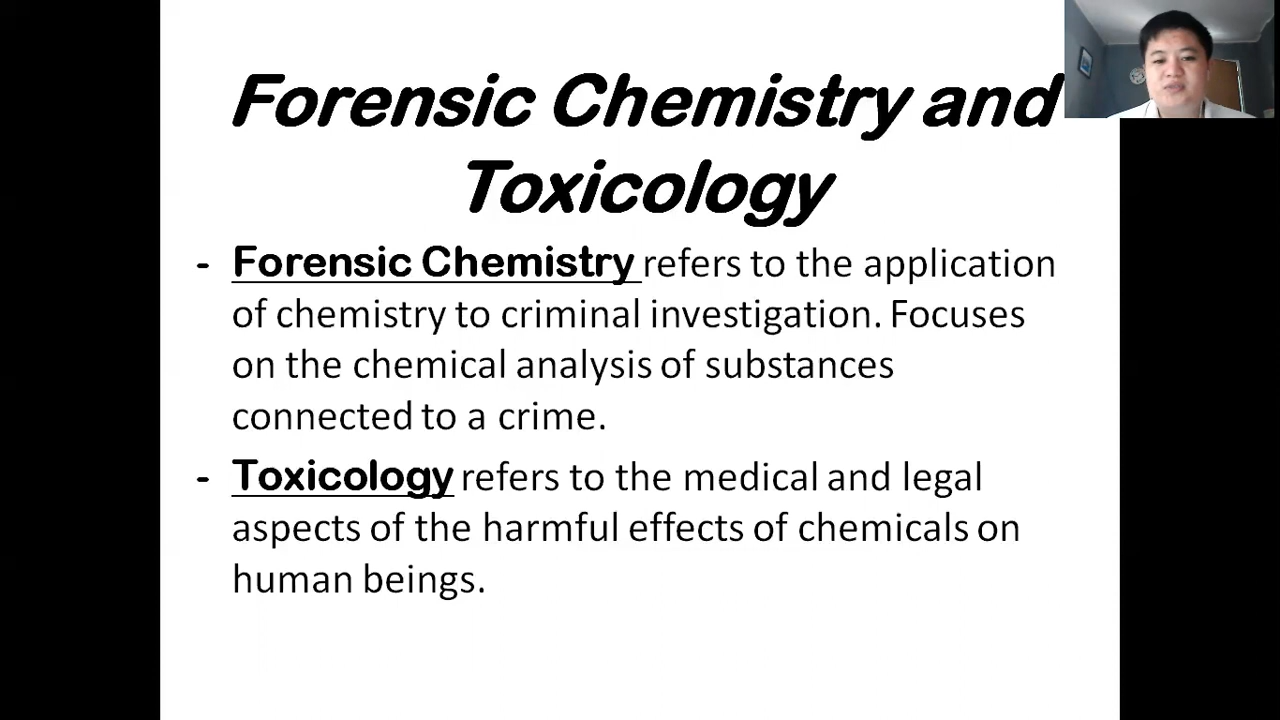 Forensic Chemistry and
Toxicology
- Forensic Chemistry refers to the application
of chemistry to criminal investigation. Focuses
on the chemical analysis of substances
connected to a crime.
- Toxicology refers to the medical and legal
aspects of the harmful effects of chemicals on
human beings.